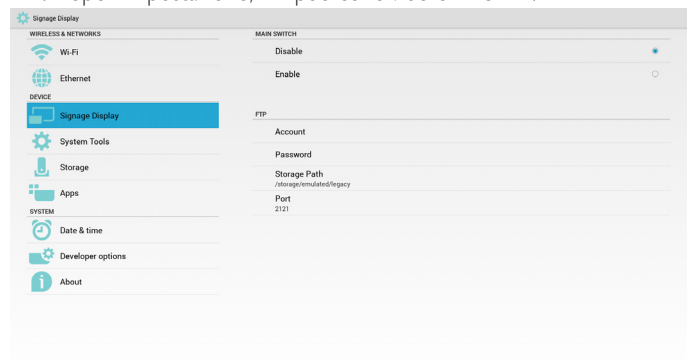 Signage Display
WIRELESS & NETWORKS
Wi-Fi
Ethernet
DEVICE
Signage Display
System Tools
Storage
Apps
SYSTEM
Date & time
Developer options
About
MAIN SWITCH
Disable
Enable
FTP
Account
Password
Storage Path
/storage/emulated/legacy
Port
2121